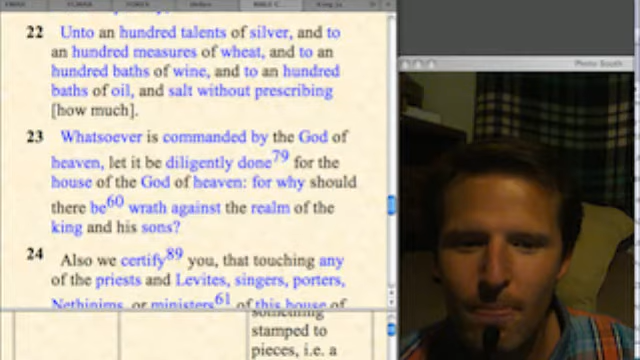 22 Unto an hundred talents of silver, and to
an hundred measures of wheat, and to an
hundred baths of wine, and to an hundred
baths of oil, and salt without prescribing
[how much].
23 Whatsoever is commanded by the God of
heaven, let it be diligently done79 for the
house of the God of heaven: for why should
there be60 wrath against the realm of the
king and his sons?
24 Also we certify89 you, that touching any
of the priests and Levites, singers, porters,
Nethinims, or ministers61 of this house of
something
stamped to
pieces, i.e. a
Photo Booth